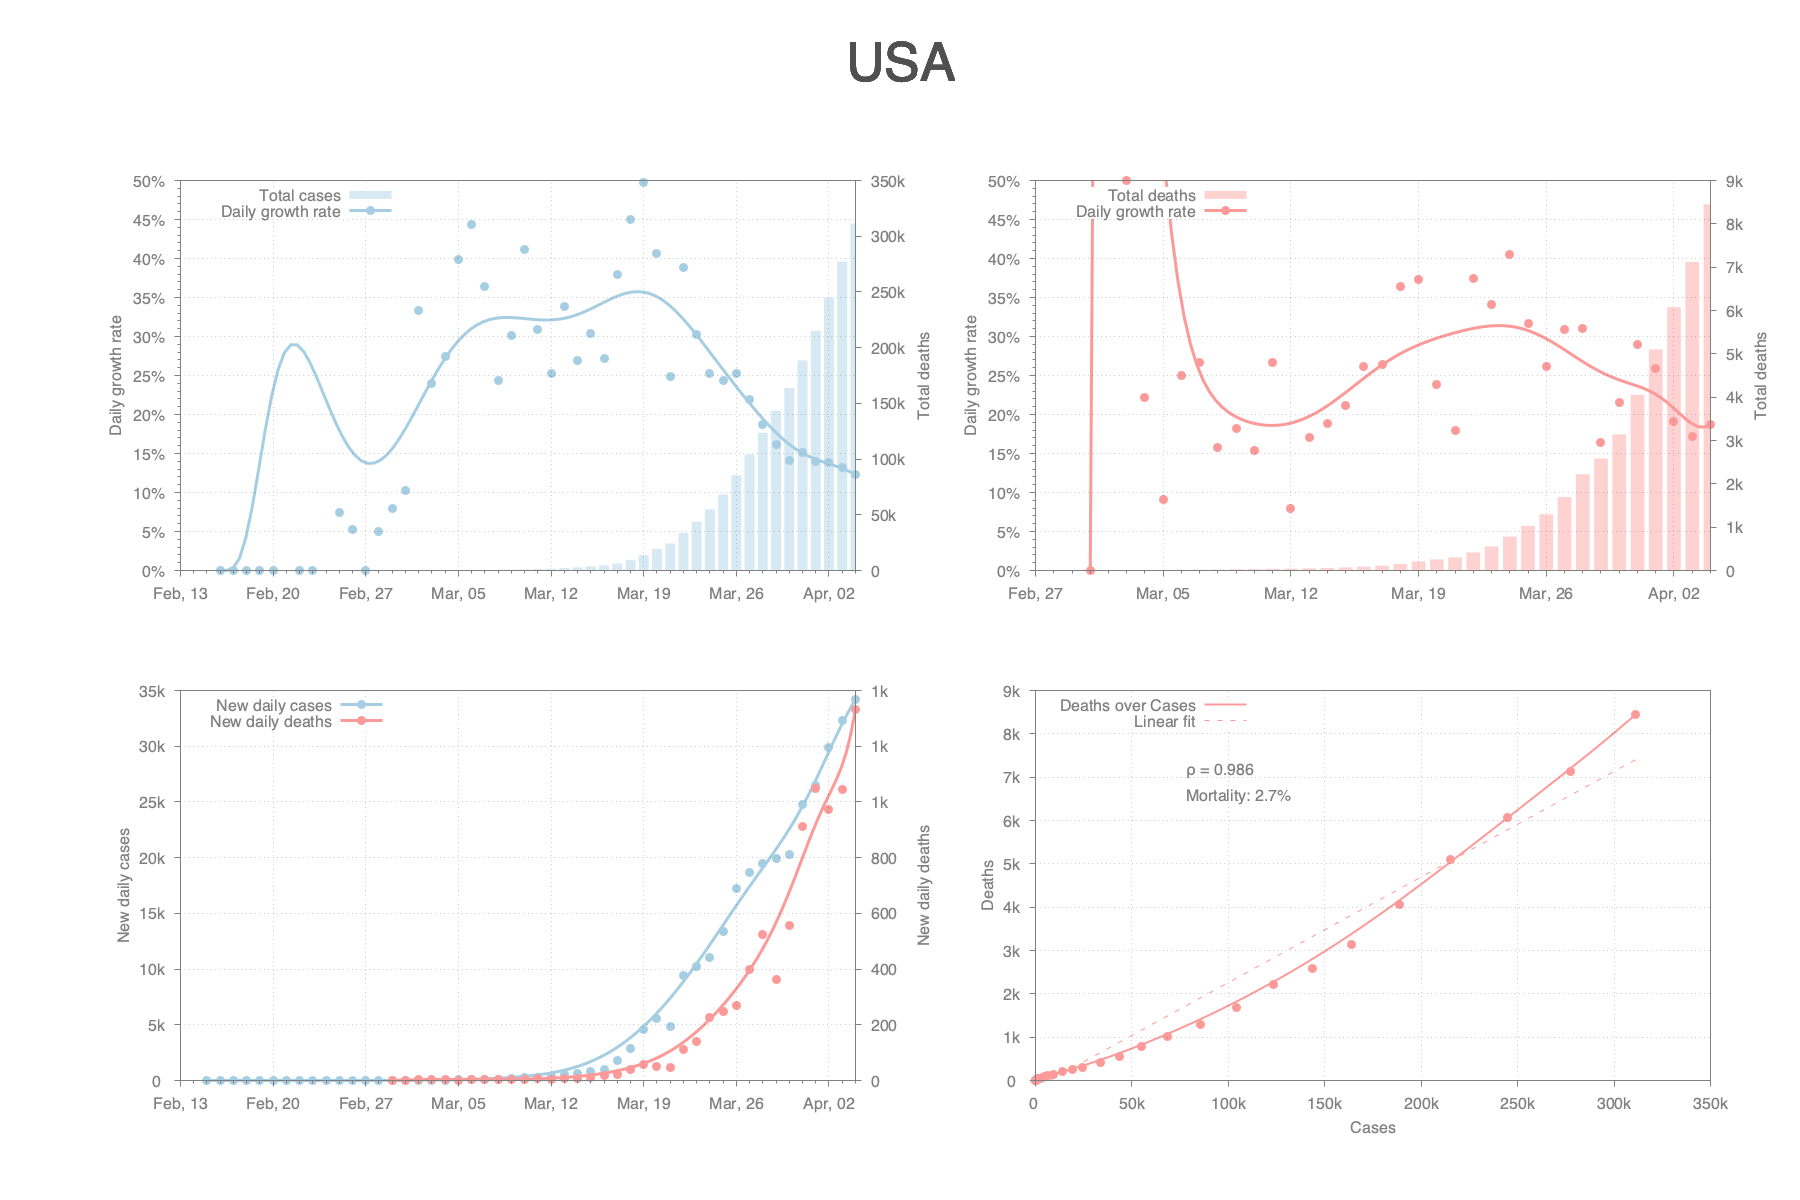 USA
50%
45%
40%
35%
30%
25%
20%
15%
10%
5%
0%
Daily growth rate
Total cases
Daily growth rate
350k
300k
250k
200k
150k
100k
50k
0
Total deaths
Feb, 13 Feb, 20 Feb, 27 Mar, 05 Mar, 12 Mar, 19 Mar, 26 Apr, 02
50%
45%
40%
35%
30%
25%
20%
15%
10%
5%
0%
Daily growth rate
Total deaths
Daily growth rate
9k
8k
7k
6k
5k
4k
3k
2k
1k
0
Total deaths
Feb, 27 Mar, 05 Mar, 12 Mar, 19 Mar, 26 Apr, 02
35k
30k
25k
20k
15k
10k
5k
0
New daily cases
New daily cases
New daily deaths
1k
1k
1k
800
600
400
200
0
New daily deaths
Feb, 13 Feb, 20 Feb, 27 Mar, 05 Mar, 12 Mar, 19 Mar, 26 Apr, 02
9k
8k
7k
6k
5k
4k
3k
2k
1k
0
Deaths
Deaths over Cases
Linear fit
ρ = 0.986
Mortality: 2.7%
0 50k 100k 150k 200k 250k 300k 350k
Cases